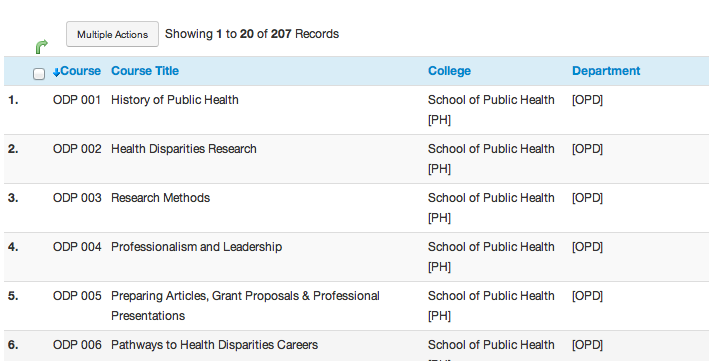 Multiple Actions Showing 1 to 20 of 207 Records
Course Course Title College Department
1. ODP 001 History of Public Health School of Public Health [OPD]
[PH]
2. ODP 002 Health Disparities Research School of Public Health [OPD]
[PH]
3. ODP 003 Research Methods School of Public Health [OPD]
[PH]
4. ODP 004 Professionalism and Leadership School of Public Health [OPD]
[PH]
5. ODP 005 Preparing Articles, Grant Proposals & Professional School of Public Health [OPD]
Presentations [PH]
6. ODP 006 Pathways to Health Disparities Careers School of Public Health [OPD]